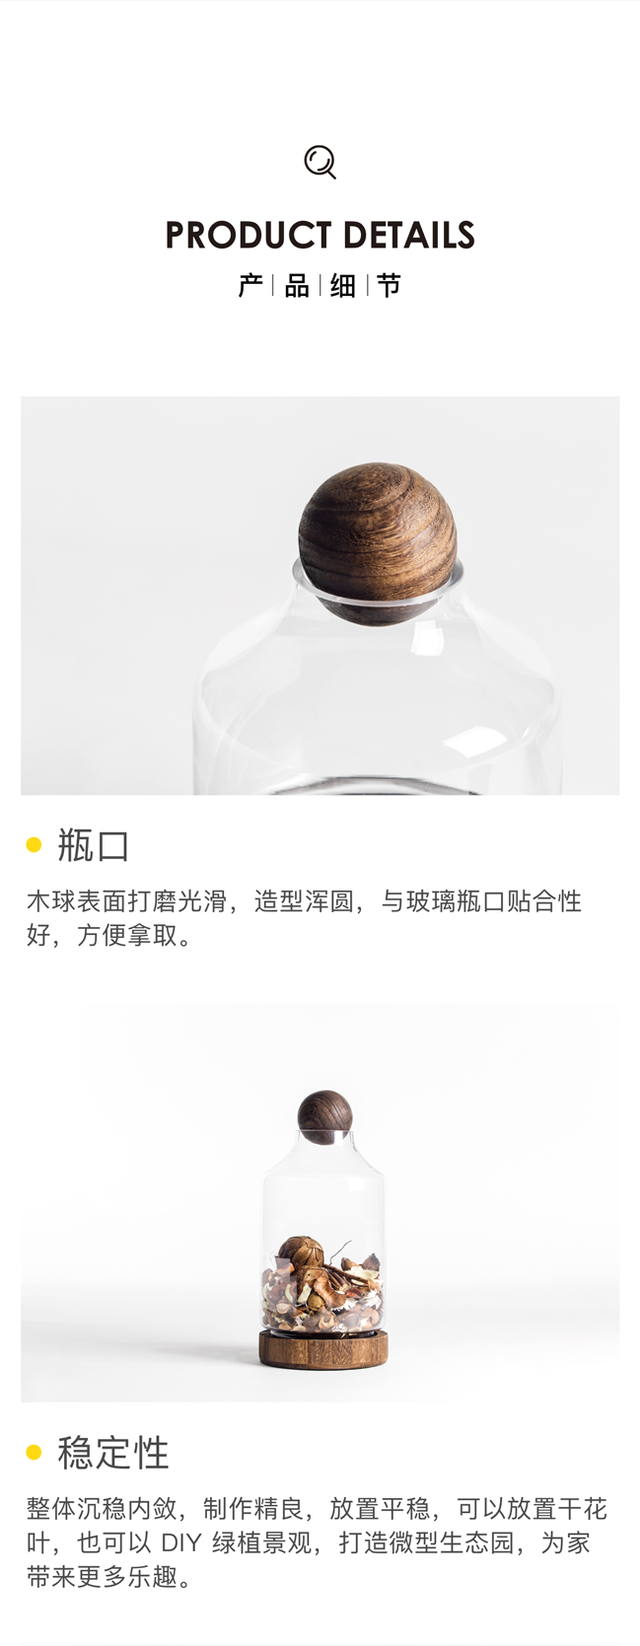 PRODUCT DETAILS
产|品|细|节
瓶口
木球表面打磨光滑，造型浑圆，与玻璃瓶口贴合性
好，方便拿取。
稳定性
整体沉稳内敛，制作精良，放置平稳，可以放置干花
叶，也可以 DIY 绿植景观，打造微型生态园，为家
带来更多乐趣。